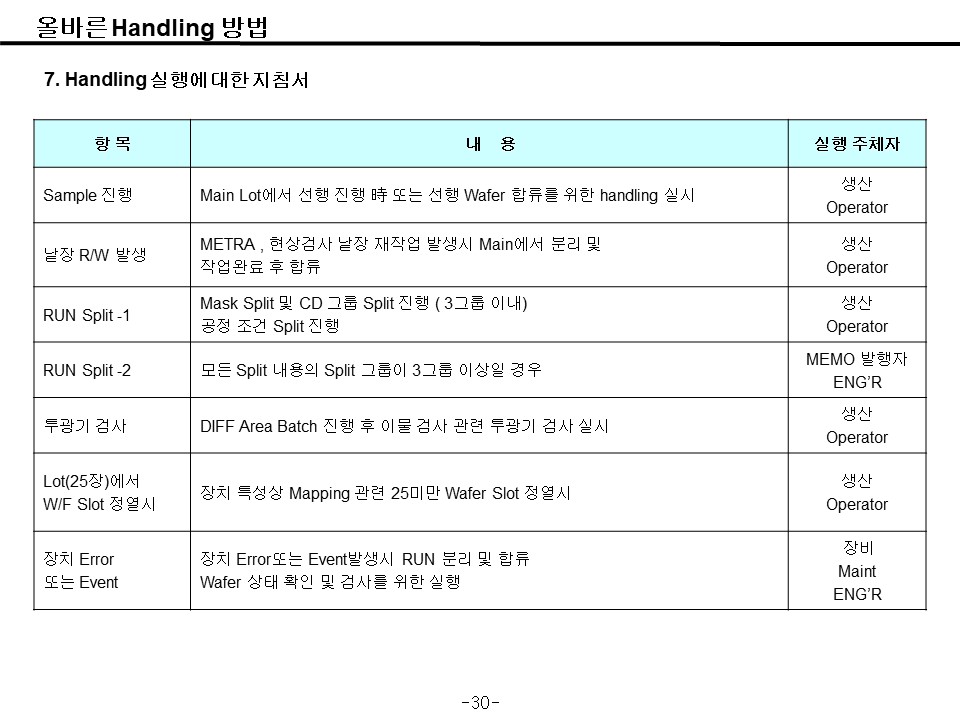 올바른 Handling 방법
7. Handling 실행에 대한 지침서
항 목
내 용
실행 주체자
Sample 진행
Main Lot에서 선행 진행 時 또는 선행 Wafer 합류를 위한 handling 실시
생산
Operator
낱장 R/W 발생
METRA , 현상검사 낱장 재작업 발생시 Main에서 분리 및
작업완료 후 합류
생산
Operator
RUN Split -1
Mask Split 및 CD 그룹 Split 진행 ( 3그룹 이내)
공정 조건 Split 진행
생산
Operator
RUN Split -2
모든 Split 내용의 Split 그룹이 3그룹 이상일 경우
MEMO 발행자
ENG’R
투광기 검사
DIFF Area Batch 진행 후 이물 검사 관련 투광기 검사 실시
생산
Operator
Lot(25장)에서
W/F Slot 정열시
장치 특성상 Mapping 관련 25미만 Wafer Slot 정열시
생산
Operator
장치 Error
또는 Event
장치 Error또는 Event발생시 RUN 분리 및 합류
Wafer 상태 확인 및 검사를 위한 실행
장비
Maint
ENG’R
-30-